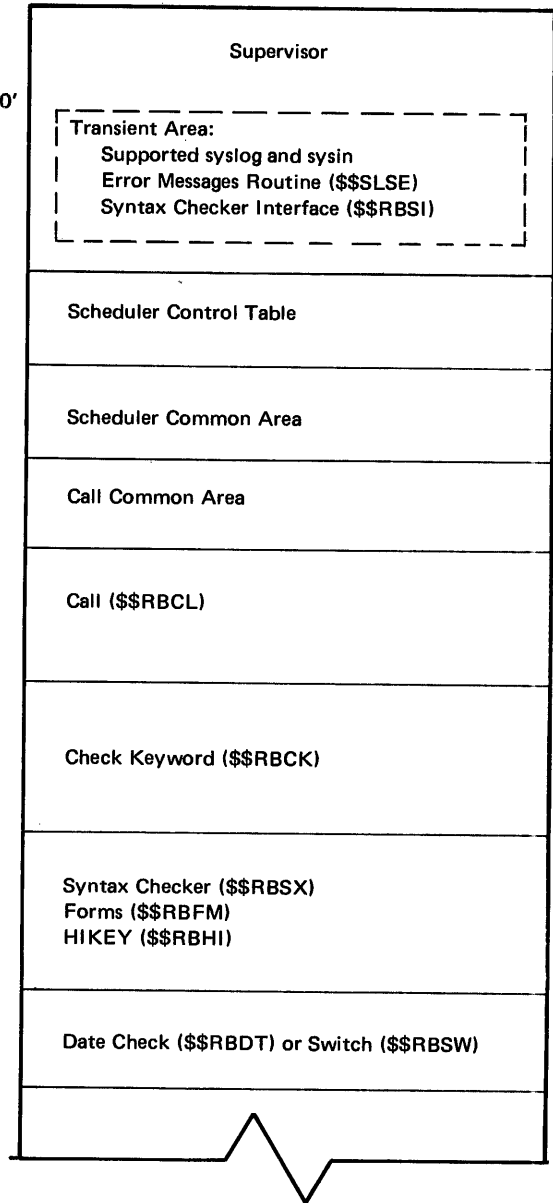 Supervisor
0'
Transient Area:
Supported syslog and sysin
Error Messages Routine ($$SLSE)
Syntax Checker Interface ($$RBSI)
Scheduler Control Table
Scheduler Common Area
Call Common Area
Call ($$RBCL)
Check Keyword ($$RBCK)
Syntax Checker ($$RBSX)
Forms ($$RBFM)
HIKEY ($$RBHI)
Date Check ($$RBDT) or Switch ($$RBSW)